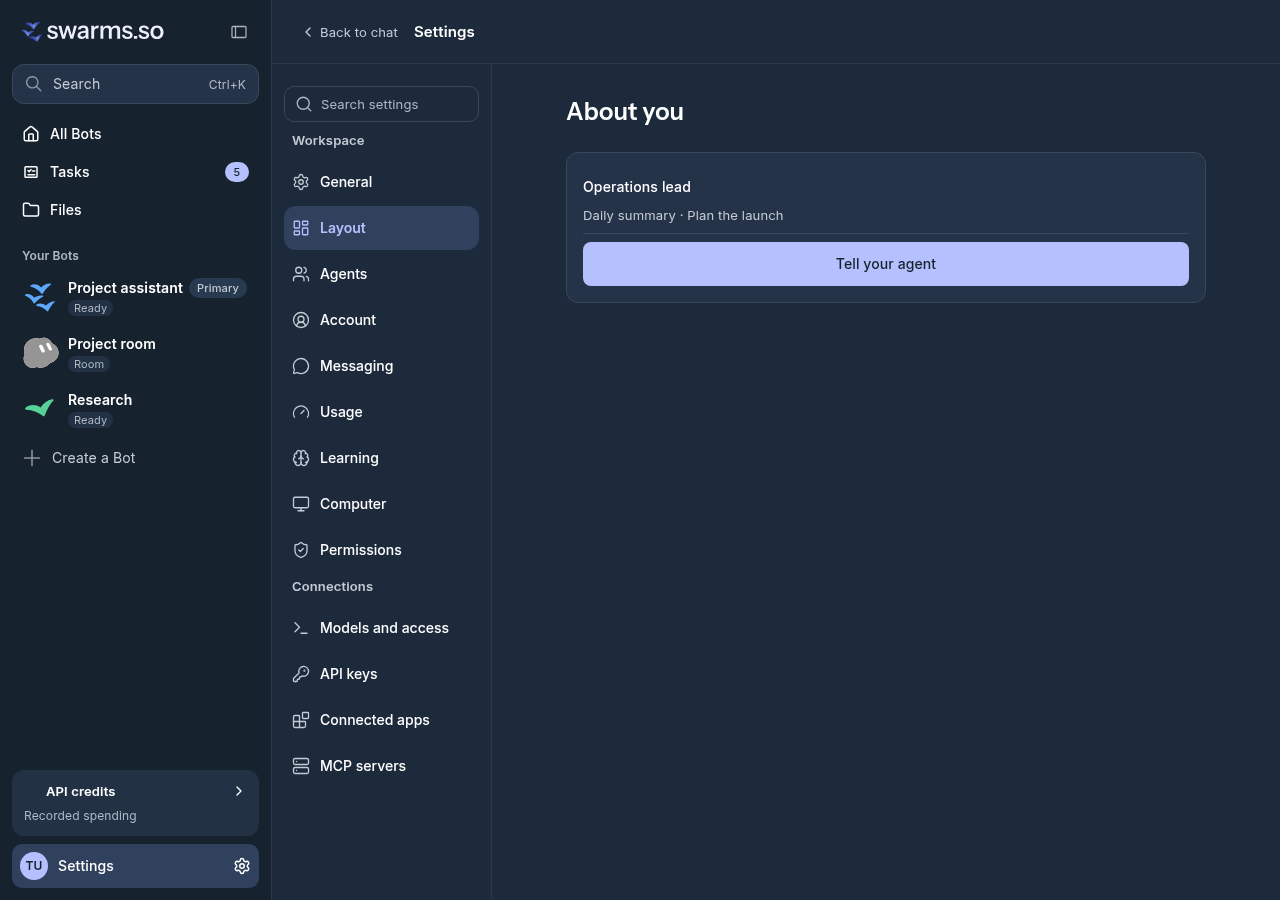 swarms.so
Search Ctrl+K
All Bots
Tasks 5
Files
Your Bots
Project assistant Primary
Ready
Project room
Room
Research
Ready
Create a Bot
API credits
Recorded spending
TU Settings
Back to chat Settings
Search settings
Workspace
General
Layout
Agents
Account
Messaging
Usage
Learning
Computer
Permissions
Connections
Models and access
API keys
Connected apps
MCP servers
About you
Operations lead
Daily summary · Plan the launch
Tell your agent